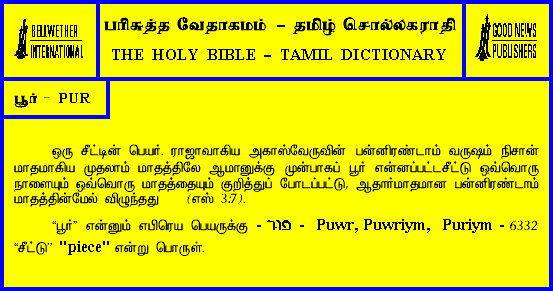 BELLWETHER
INTERNATIONAL
பரிசுத்த வேதாகமம் – தமிழ் சொல்லகராதி
THE HOLY BIBLE – TAMIL DICTIONARY
GOOD NEWS
PUBLISHERS
பூர் – PUR
ஒரு சீட்டின் பெயர். ராஜாவாகிய அகாஸ்வேருவின் பன்னிரண்டாம் வருஷம் நிசான்
மாதமாகிய முதலாம் மாதத்திலே ஆமானுக்கு முன்பாகப் பூர் என்னப்பட்டசீட்டு ஒவ்வொரு
நாளையும் ஒவ்வொரு மாதத்தையும் குறித்துப் போடப்பட்டு, ஆதார்மாதமான பன்னிரண்டாம்
மாதத்தின்மேல் விழுந்தது (எஸ் 3:7).
“பூர்” என்னும் எபிரெய பெயருக்கு - - Puwr, Puwriym, Puriym - 6332
“சீட்டு” "piece" என்று பொருள்.